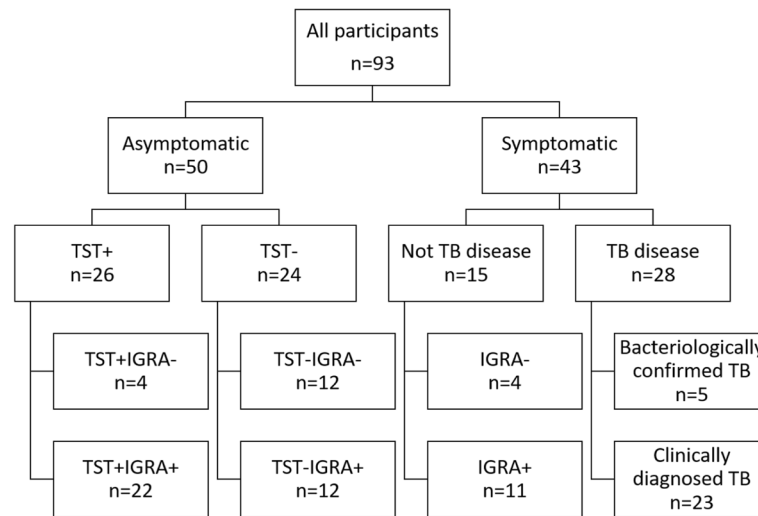 All participants
n=93
Asymptomatic
n=50
Symptomatic
n=43
TST+
n=26
TST-
n=24
Not TB disease
n=15
TB disease
n=28
TST+IGRA-
n=4
TST-IGRA-
n=12
IGRA-
n=4
Bacteriologically
confirmed TB
n=5
TST+IGRA+
n=22
TST-IGRA+
n=12
IGRA+
n=11
Clinically
diagnosed TB
n=23